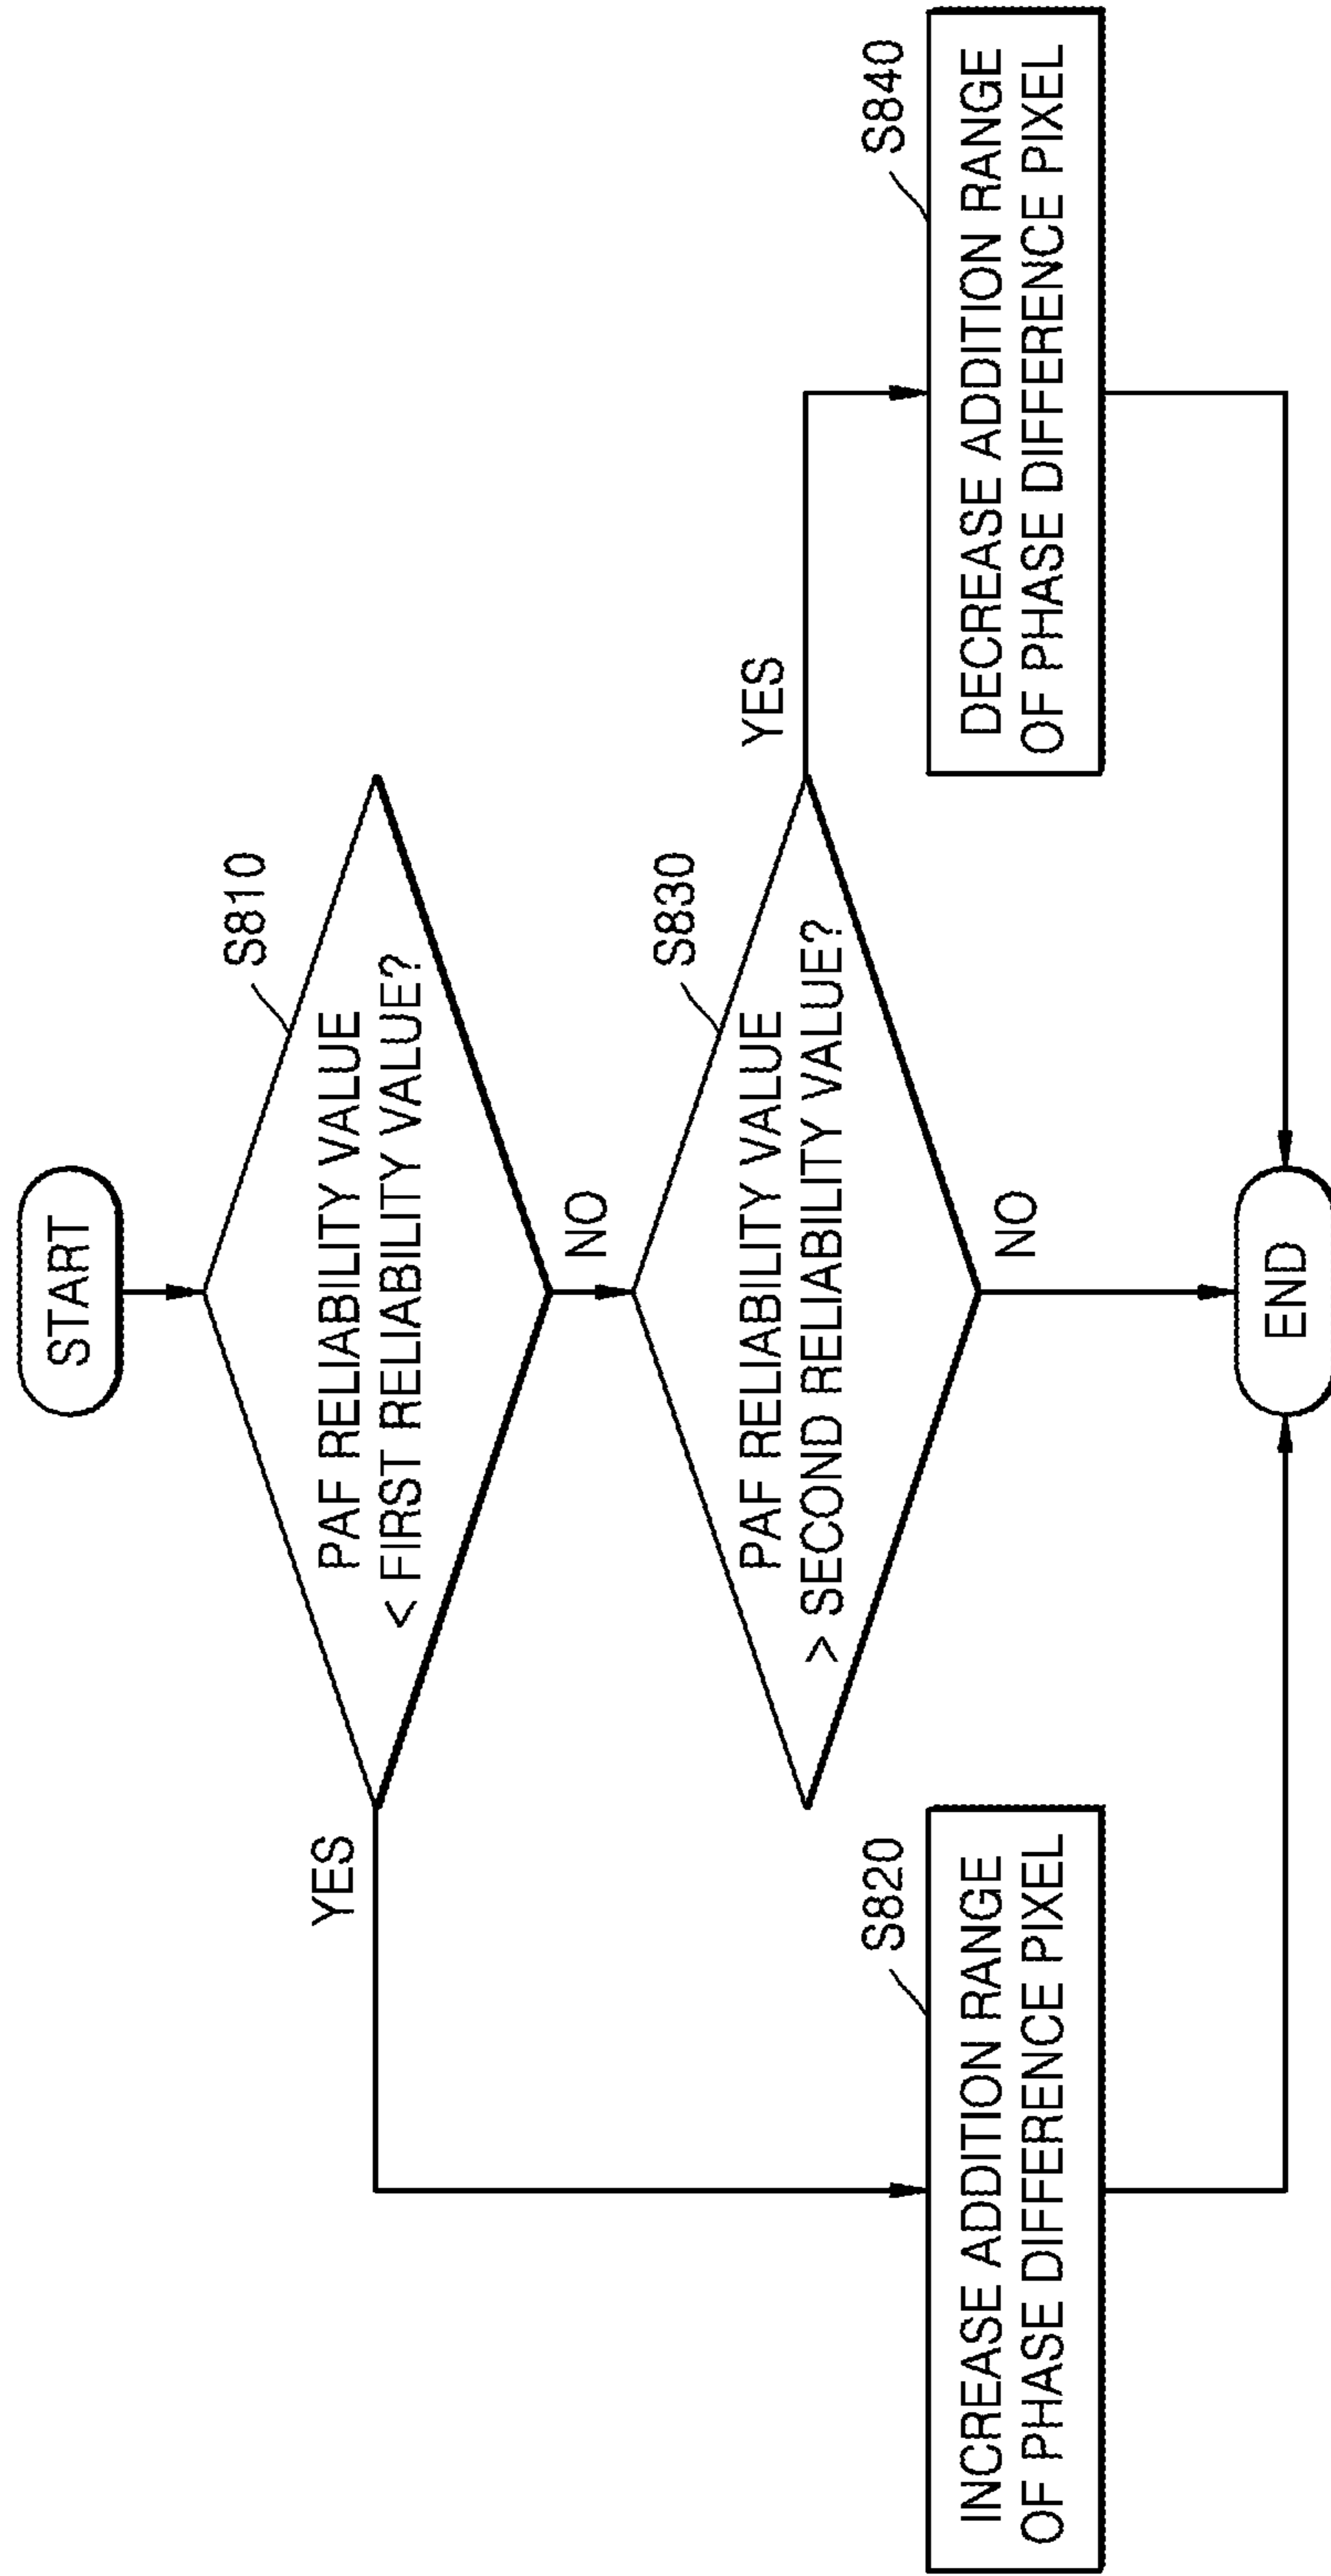 START
S810
PAF RELIABILITY VALUE
< FIRST RELIABILITY VALUE?
YES
NO
S830
PAF RELIABILITY VALUE
> SECOND RELIABILITY VALUE?
YES
NO
S820
INCREASE ADDITION RANGE
OF PHASE DIFFERENCE PIXEL
S840
DECREASE ADDITION RANGE
OF PHASE DIFFERENCE PIXEL
END